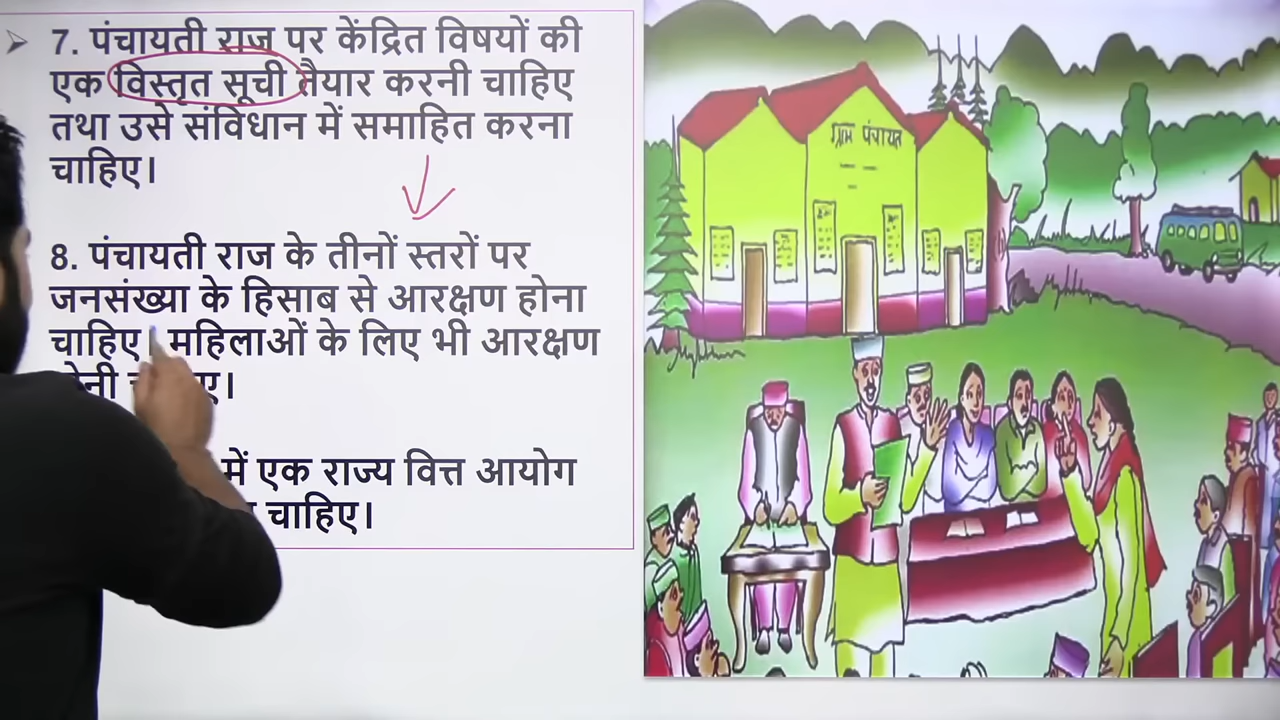 7. पंचायती राज पर केंद्रित विषयों की
एक विस्तृत सूची तैयार करनी चाहिए
तथा उसे संविधान में समाहित करना
चाहिए।
8. पंचायती राज के तीनों स्तरों पर
जनसंख्या के हिसाब से आरक्षण होना
चाहिए। महिलाओं के लिए भी आरक्षण
में एक राज्य वित्त आयोग
चाहिए।
ग्राम पंचायत